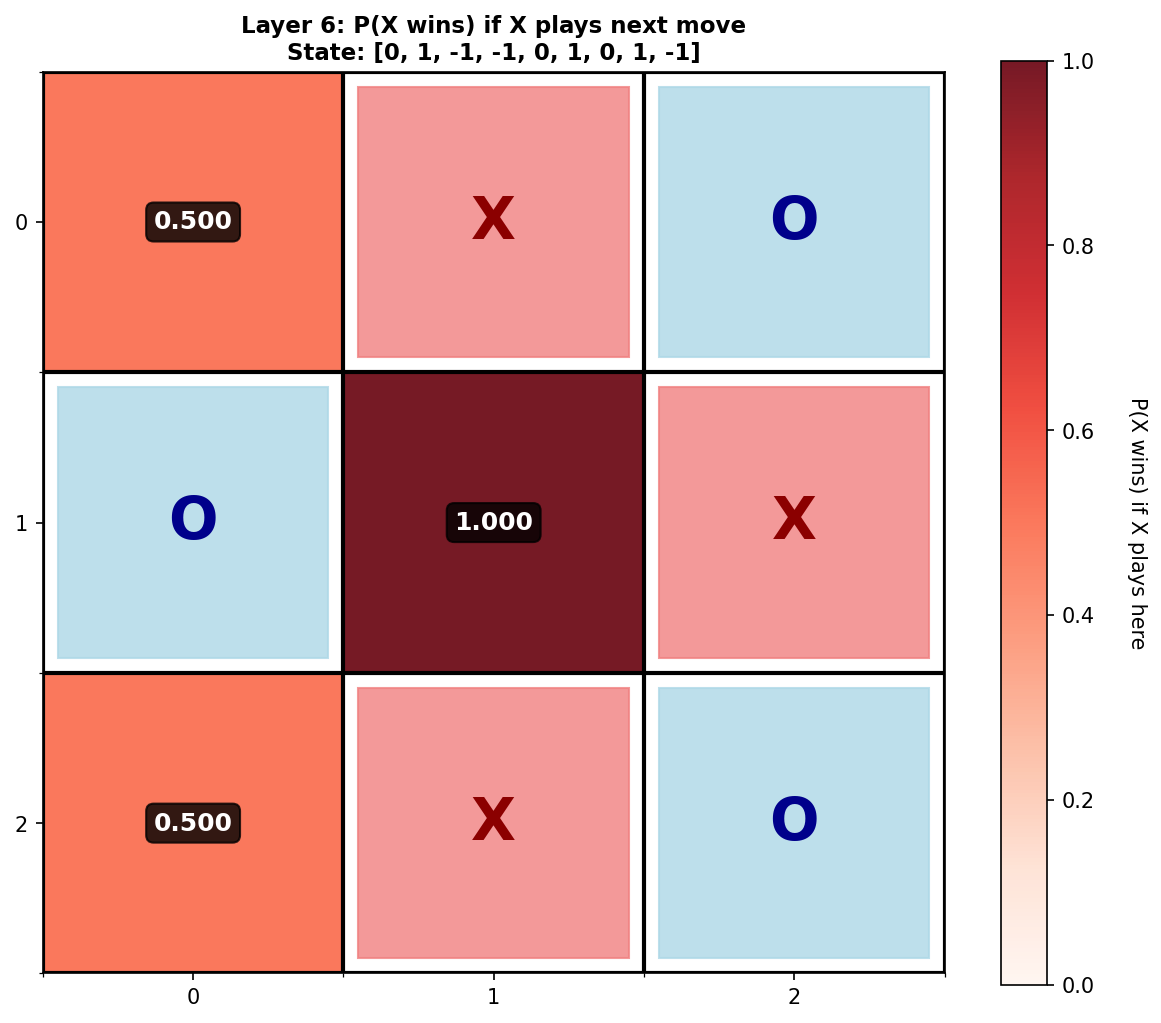 Layer 6: P(X wins) if X plays next move
State: [0, 1, -1, -1, 0, 1, 0, 1, -1]
0.500
X
O
O
1.000
X
0.500
X
O
0
1
2
0
1
2
1.0
0.8
0.6
0.4
0.2
0.0
P(X wins) if X plays here